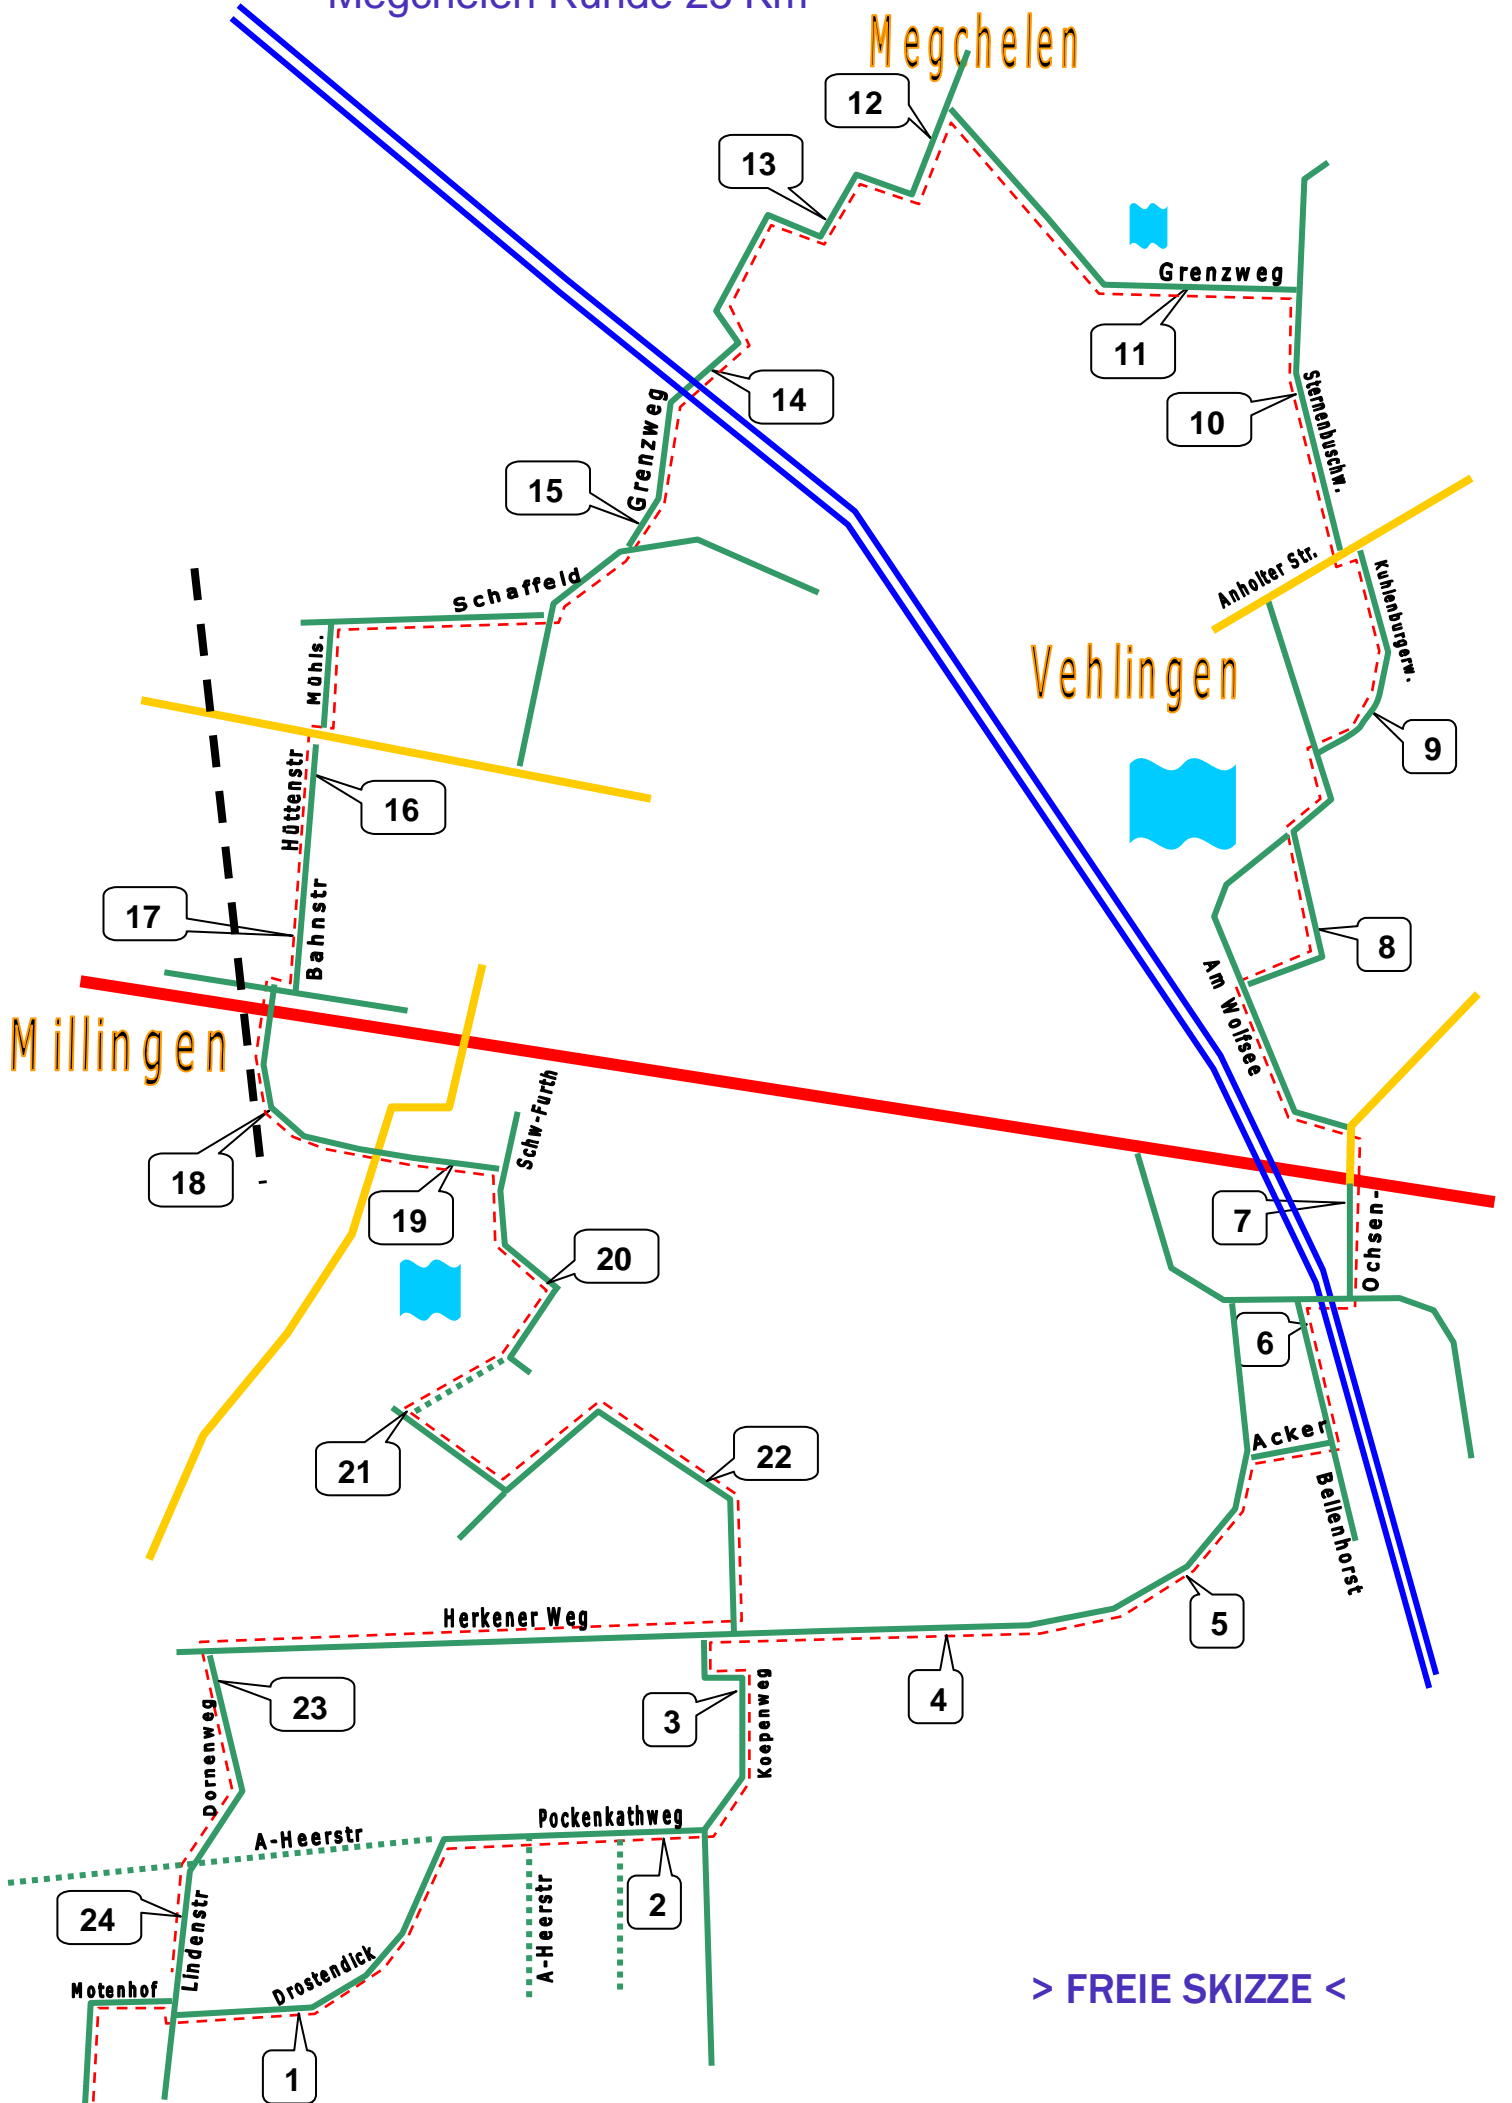 Megchelen Runde 25 Km
Megchelen
12
13
Grenzweg
11
14
Sternenbuschw.
10
Grenzweg
15
Anholter Str.
Kuhlenburgerw.
Schaffeld
Mühls.
Vehlingen
9
Hüttenstr
16
17
Bahnstr
8
Am Wolfsee
Millingen
Schw-Furth
18
19
7
Ochsen-
20
6
Acker
21
22
Bellenhorst
Herkener Weg
5
23
3
4
Dornenweg
Koepenweg
Pockenkathweg
A-Heerstr
24
Lindenstr
A-Heerstr
2
Drostendick
Motenhof
> FREIE SKIZZE <
1